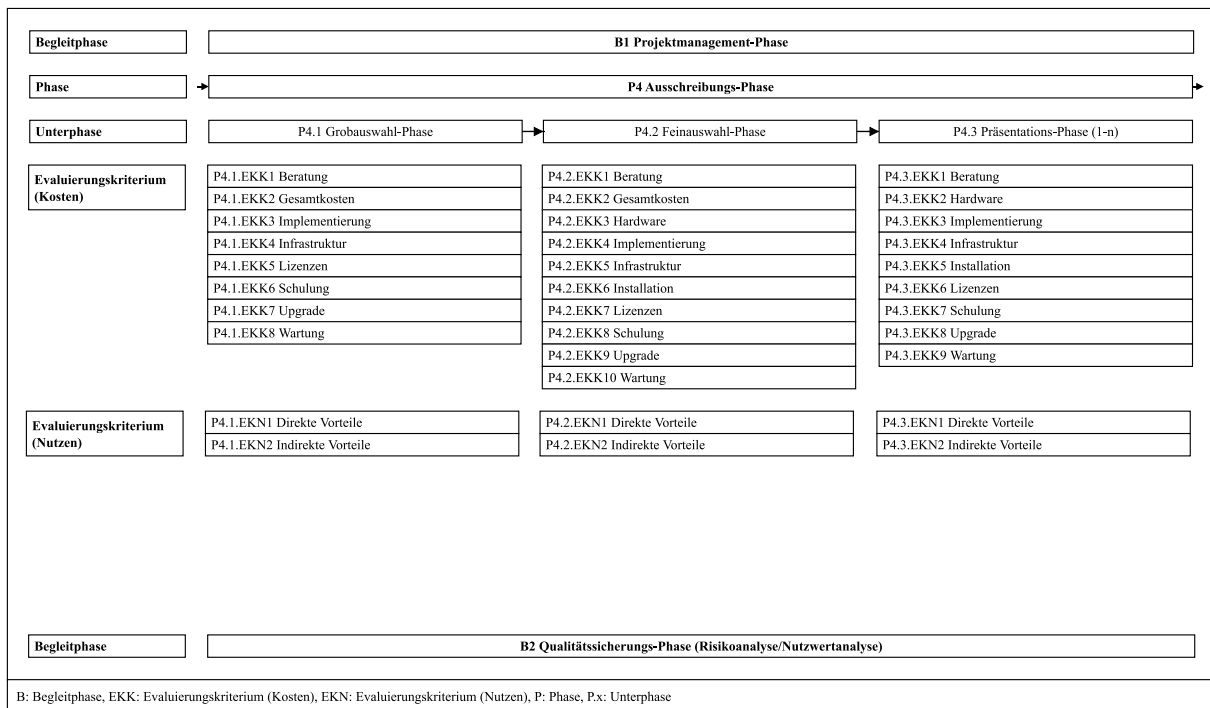 Begleitphase
B1 Projektmanagement-Phase
Phase
P4 Ausschreibungs-Phase
Unterphase
P4.1 Grobauswahl-Phase
P4.2 Feinauswahl-Phase
P4.3 Präsentations-Phase (1-n)
Evaluierungskriterium
(Kosten)
P4.1.EKK1 Beratung
P4.1.EKK2 Gesamtkosten
P4.1.EKK3 Implementierung
P4.1.EKK4 Infrastruktur
P4.1.EKK5 Lizenzen
P4.1.EKK6 Schulung
P4.1.EKK7 Upgrade
P4.1.EKK8 Wartung
P4.2.EKK1 Beratung
P4.2.EKK2 Gesamtkosten
P4.2.EKK3 Hardware
P4.2.EKK4 Implementierung
P4.2.EKK5 Infrastruktur
P4.2.EKK6 Installation
P4.2.EKK7 Lizenzen
P4.2.EKK8 Schulung
P4.2.EKK9 Upgrade
P4.2.EKK10 Wartung
P4.3.EKK1 Beratung
P4.3.EKK2 Hardware
P4.3.EKK3 Implementierung
P4.3.EKK4 Infrastruktur
P4.3.EKK5 Installation
P4.3.EKK6 Lizenzen
P4.3.EKK7 Schulung
P4.3.EKK8 Upgrade
P4.3.EKK9 Wartung
Evaluierungskriterium
(Nutzen)
P4.1.EKN1 Direkte Vorteile
P4.1.EKN2 Indirekte Vorteile
P4.2.EKN1 Direkte Vorteile
P4.2.EKN2 Indirekte Vorteile
P4.3.EKN1 Direkte Vorteile
P4.3.EKN2 Indirekte Vorteile
Begleitphase
B2 Qualitätssicherungs-Phase (Risikoanalyse/Nutzwertanalyse)
B: Begleitphase, EKK: Evaluierungskriterium (Kosten), EKN: Evaluierungskriterium (Nutzen), P: Phase, P.x: Unterphase